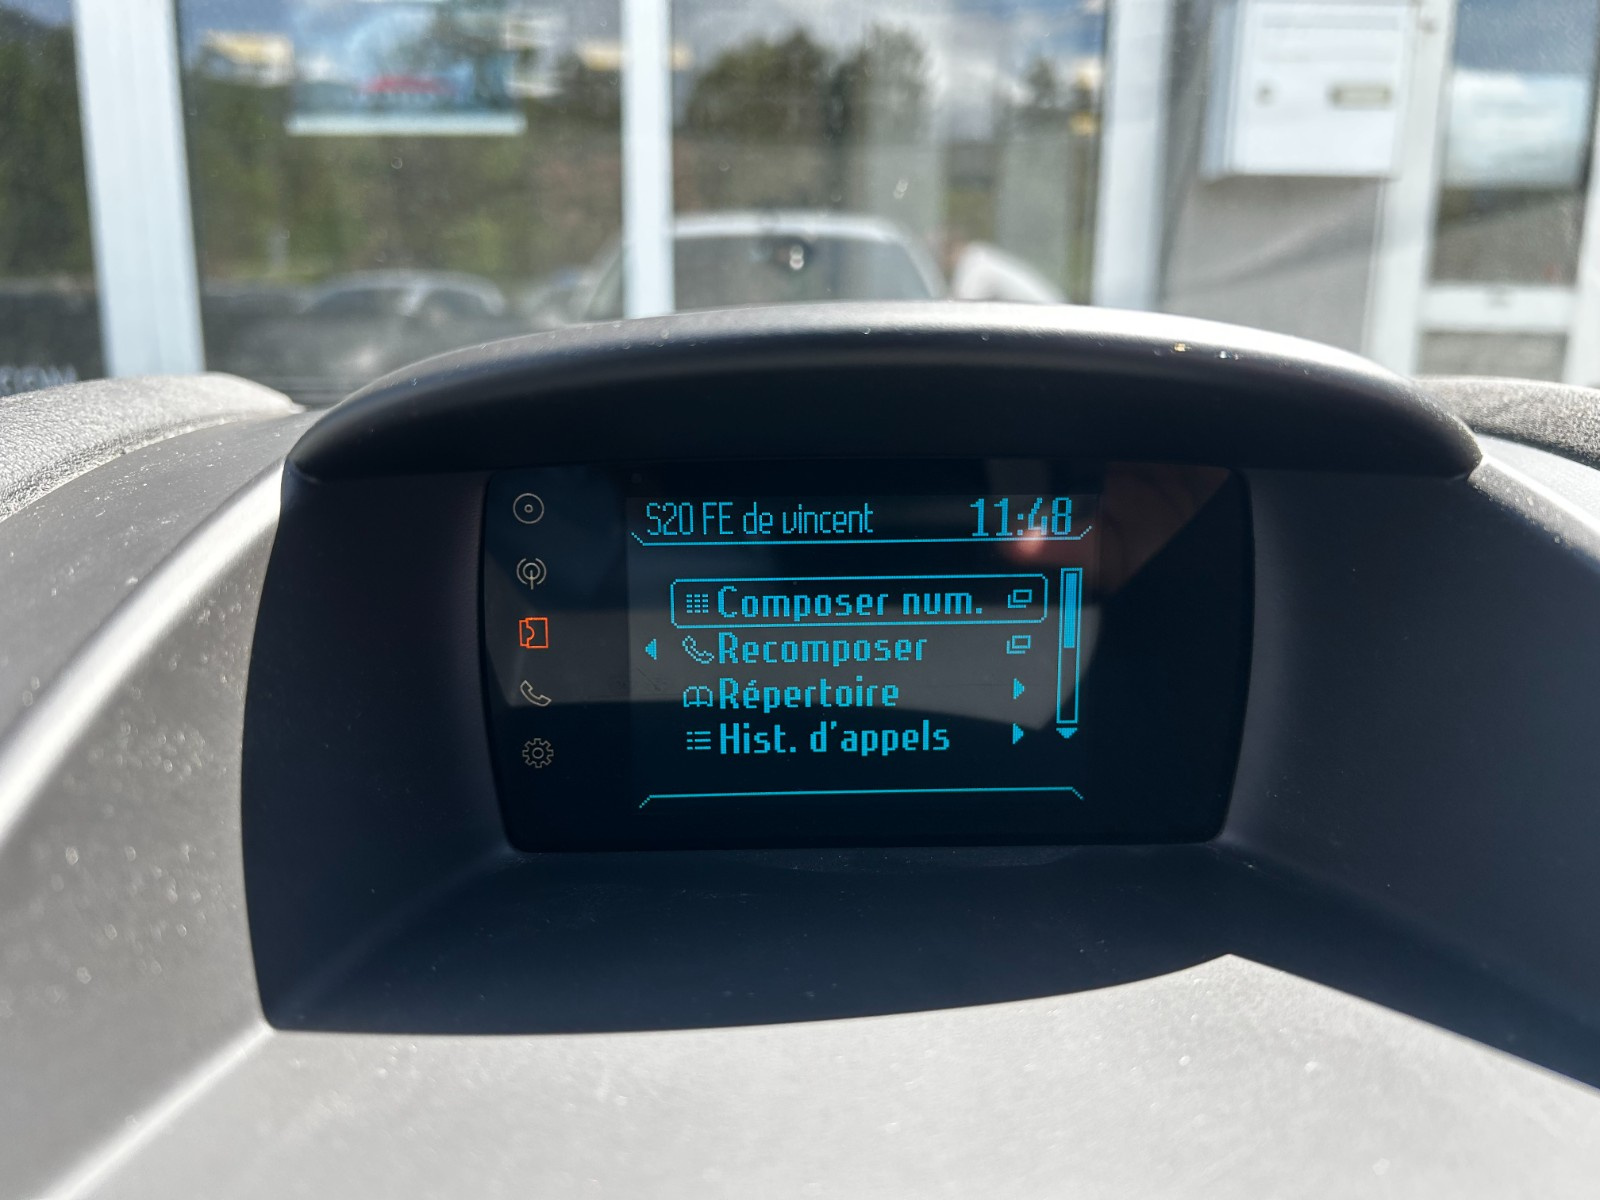 S20 FE de vincent 11:48
Composer num.
Recomposer
Répertoire
Hist. d'appels